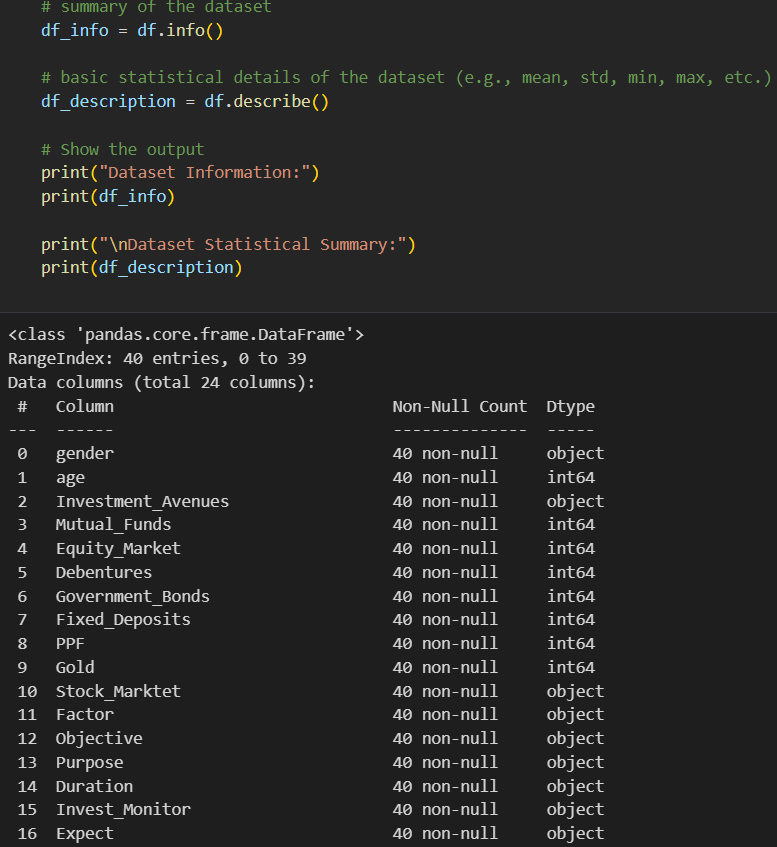 # summary of the dataset
df_info = df.info()
# basic statistical details of the dataset (e.g., mean, std, min, max, etc.)
df_description = df.describe()
# Show the output
print("Dataset Information:")
print(df_info)
print("\nDataset Statistical Summary:")
print(df_description)
<class 'pandas.core.frame.DataFrame'>
RangeIndex: 40 entries, 0 to 39
Data columns (total 24 columns):
 #   Column                             Non-Null Count  Dtype
---  ------                             --------------  -----
 0   gender                             40 non-null     object
 1   age                                40 non-null     int64
 2   Investment_Avenues                 40 non-null     object
 3   Mutual_Funds                       40 non-null     int64
 4   Equity_Market                      40 non-null     int64
 5   Debentures                         40 non-null     int64
 6   Government_Bonds                   40 non-null     int64
 7   Fixed_Deposits                     40 non-null     int64
 8   PPF                                40 non-null     int64
 9   Gold                               40 non-null     int64
 10  Stock_Marktet                      40 non-null     object
 11  Factor                             40 non-null     object
 12  Objective                          40 non-null     object
 13  Purpose                            40 non-null     object
 14  Duration                           40 non-null     object
 15  Invest_Monitor                     40 non-null     object
 16  Expect                             40 non-null     object